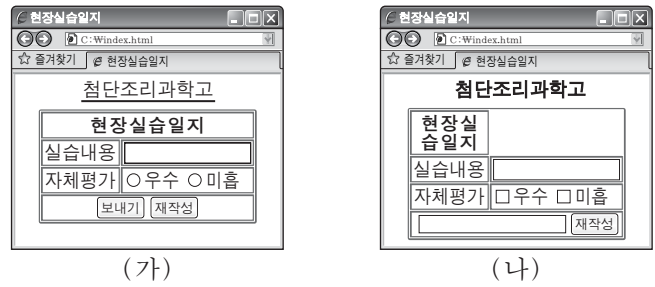 현장실습일지
C:₩index.html
즐겨찾기 현장실습일지
첨단조리과학고
현장실습일지
실습내용
자체평가 우수 미흡
보내기 재작성
(가)
현장실습일지
C:₩index.html
즐겨찾기 현장실습일지
첨단조리과학고
현장실
습일지
실습내용
자체평가 우수 미흡
재작성
(나)